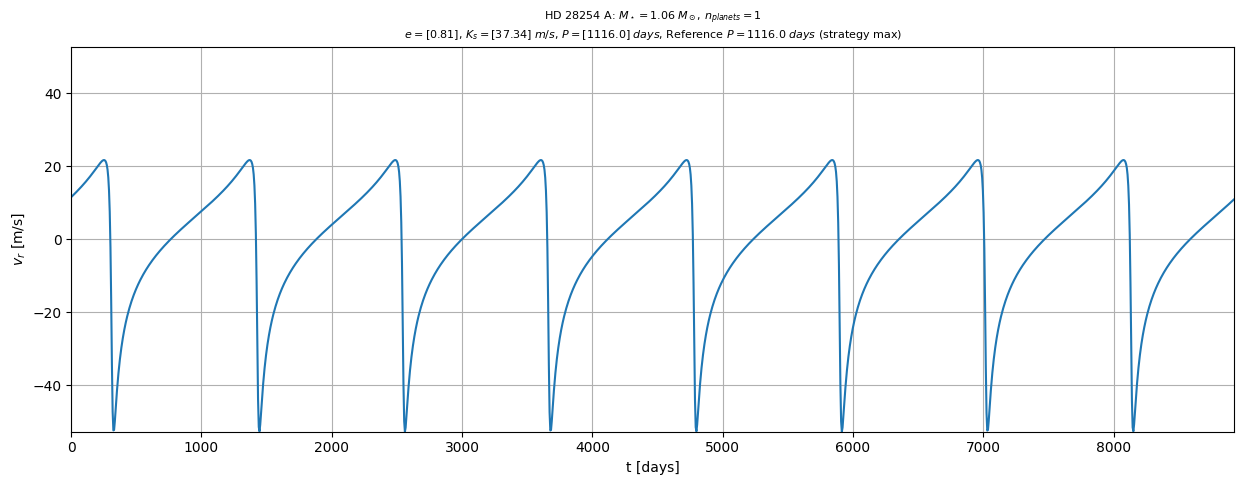 HD 28254 A: $M_\star = 1.06\ M_\odot$, $n_{planets} = 1$
$e = [0.81]$, $K_s = [37.34]\ m/s$, $P = [1116.0]\ days$, Reference $P = 1116.0\ days$ (strategy max)
40
20
0
−20
−40
$v_r$ [m/s]
0 1000 2000 3000 4000 5000 6000 7000 8000
t [days]